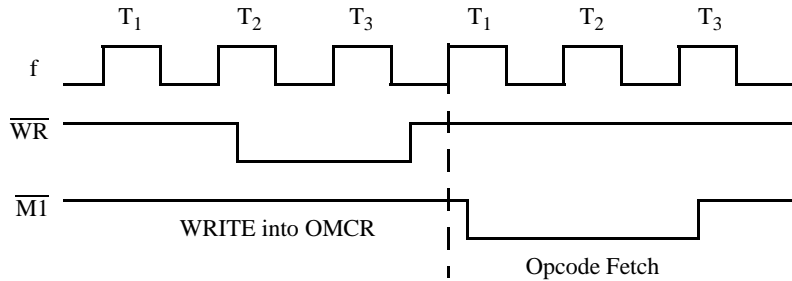 T1 T2 T3 T1 T2 T3
f
WR
M1
WRITE into OMCR
Opcode Fetch